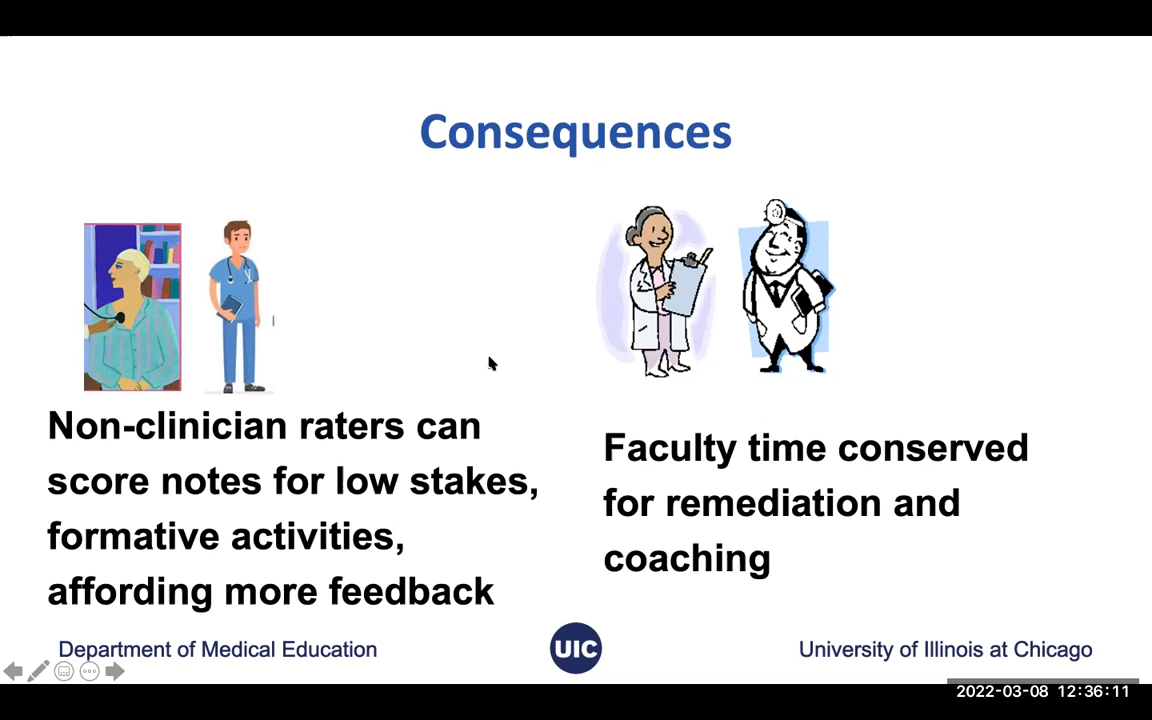 Consequences
Non-clinician raters can
score notes for low stakes,
formative activities,
affording more feedback
Faculty time conserved
for remediation and
coaching
Department of Medical Education
UIC
University of Illinois at Chicago
2022-03-08 12:36:11